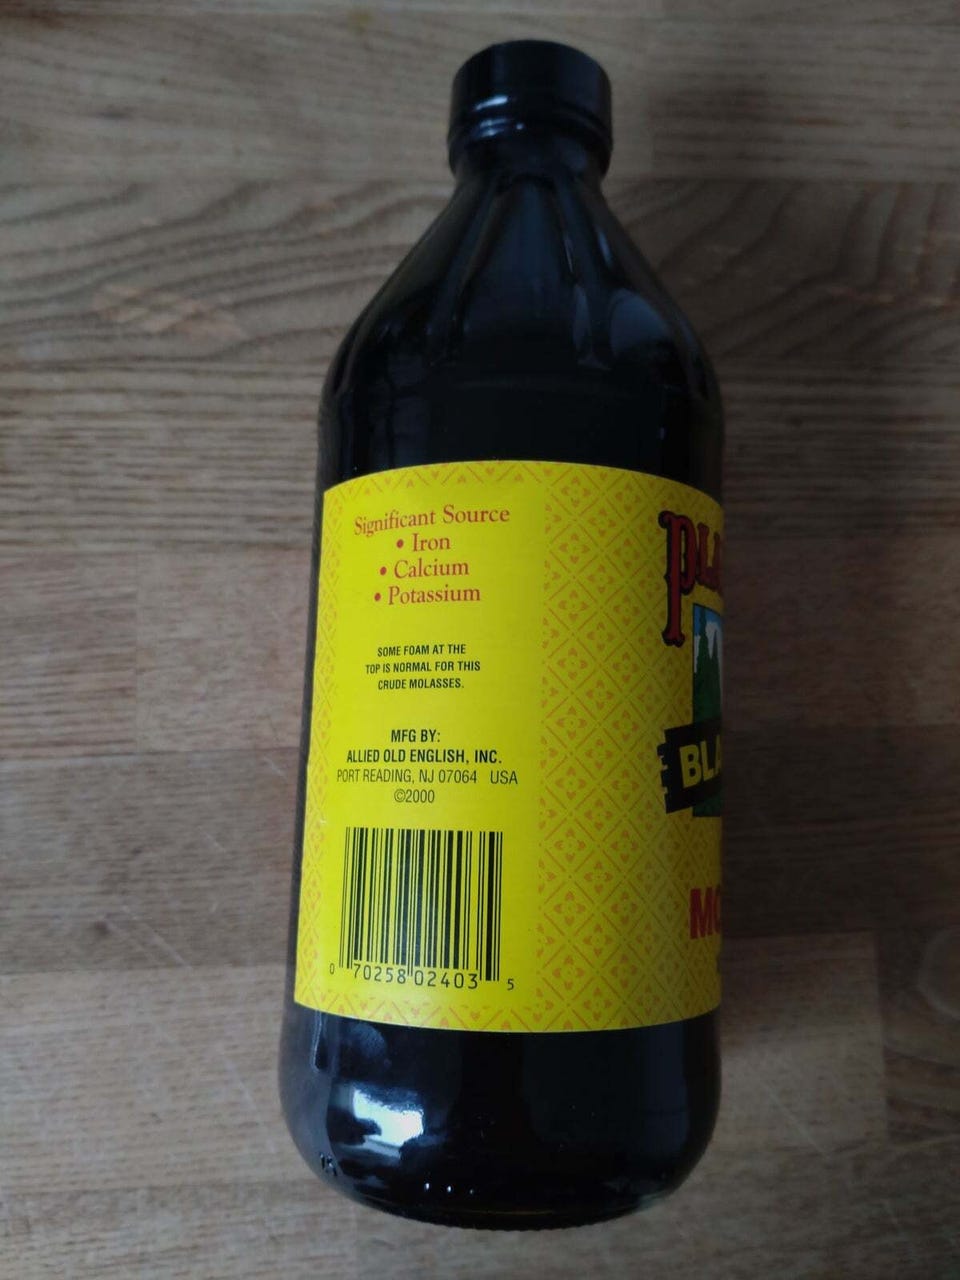 Significant Source
• Iron
• Calcium
• Potassium
SOME FOAM AT THE
TOP IS NORMAL FOR THIS
CRUDE MOLASSES.
MFG BY:
ALLIED OLD ENGLISH, INC.
PORT READING, NJ 07064 USA
©2000
0 70258 02403 5